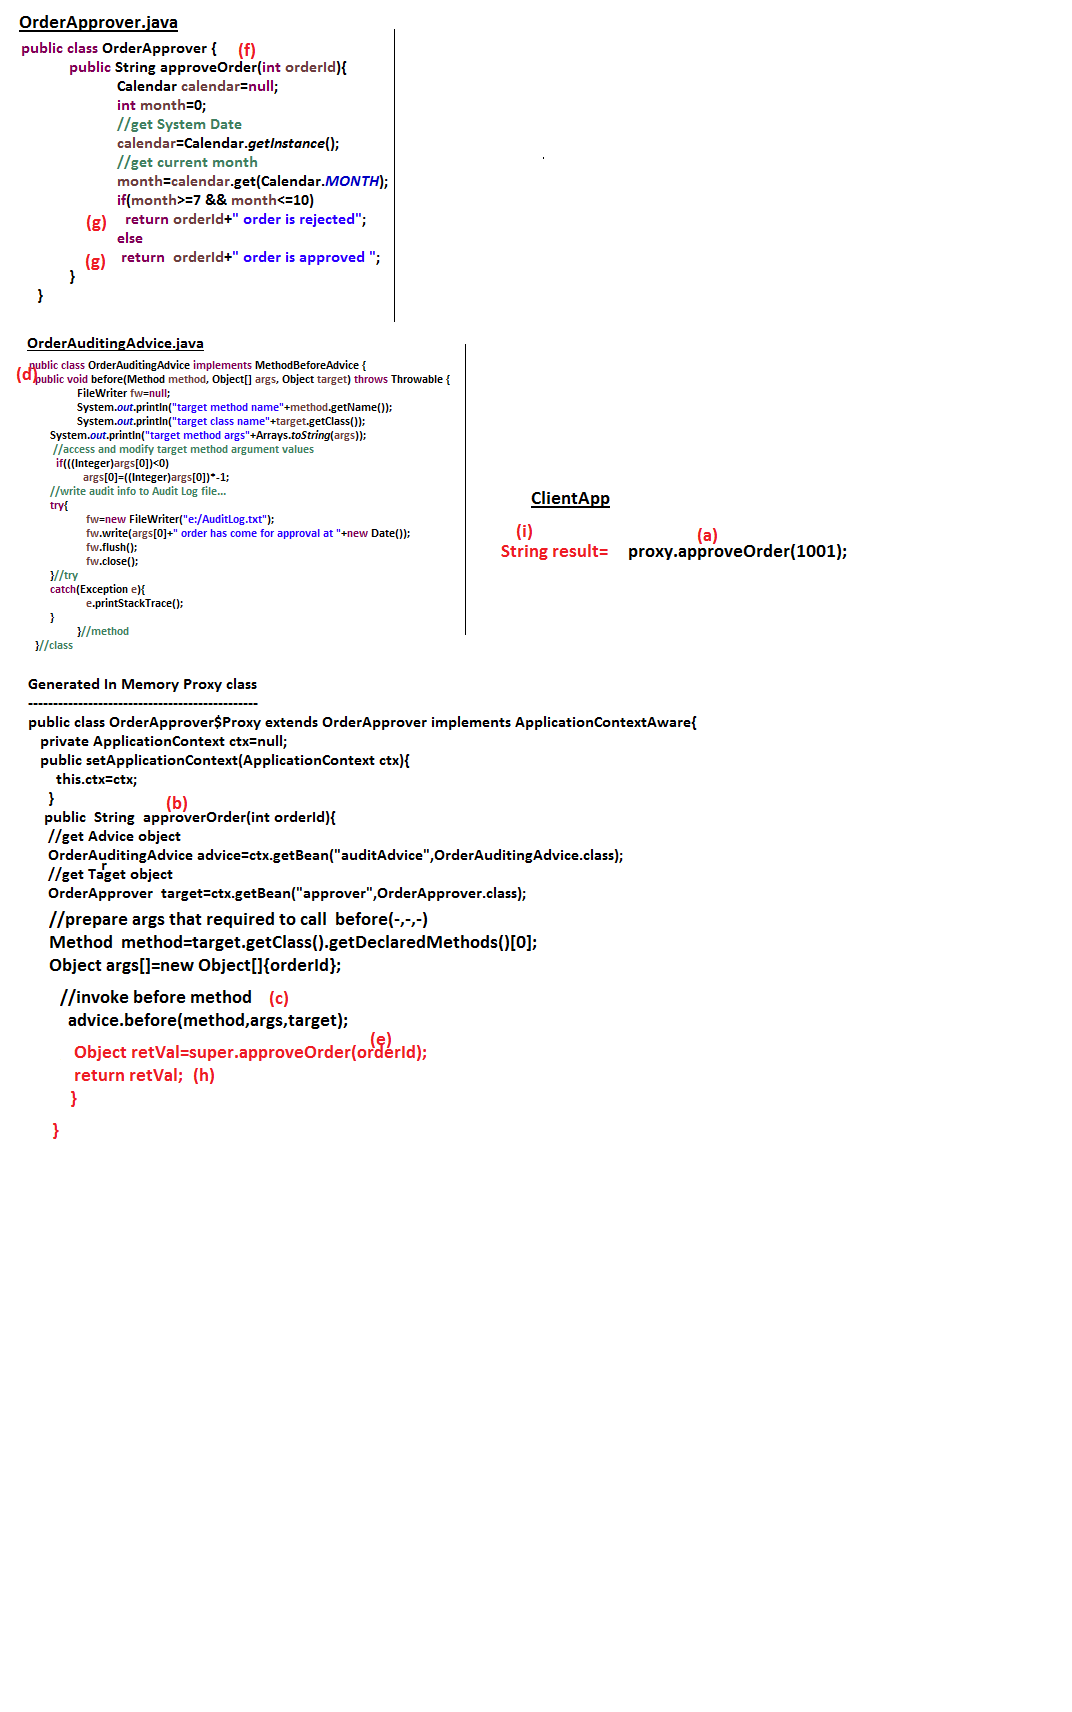 OrderApprover.java
public class OrderApprover { (f)
public String approveOrder(int orderId){
Calendar calendar=null;
int month=0;
//get System Date
calendar=Calendar.getInstance();
//get current month
month=calendar.get(Calendar.MONTH);
if(month>=7 && month<=10)
(g) return orderId+" order is rejected";
else
(g) return orderId+" order is approved ";
}
}
OrderAuditingAdvice.java
public class OrderAuditingAdvice implements MethodBeforeAdvice {
(d) public void before(Method method, Object[] args, Object target) throws Throwable {
FileWriter fw=null;
System.out.println("target method name"+method.getName());
System.out.println("target class name"+target.getClass());
System.out.println("target method args"+Arrays.toString(args));
//access and modify target method argument values
if(((Integer)args[0])<0)
args[0]=((Integer)args[0])*-1;
//write audit info to Audit Log file...
try{
fw=new FileWriter("e:/AuditLog.txt");
fw.write(args[0]+" order has come for approval at "+new Date());
fw.flush();
fw.close();
}//try
catch(Exception e){
e.printStackTrace();
}
}//method
}//class
ClientApp
(i) (a)
String result= proxy.approveOrder(1001);
Generated In Memory Proxy class
----------------------------------------------
public class OrderApprover$Proxy extends OrderApprover implements ApplicationContextAware{
private ApplicationContext ctx=null;
public setApplicationContext(ApplicationContext ctx){
this.ctx=ctx;
}
(b)
public String approverOrder(int orderId){
//get Advice object
OrderAuditingAdvice advice=ctx.getBean("auditAdvice",OrderAuditingAdvice.class);
r
//get Taget object
OrderApprover target=ctx.getBean("approver",OrderApprover.class);
//prepare args that required to call before(-,-,-)
Method method=target.getClass().getDeclaredMethods()[0];
Object args[]=new Object[]{orderId};
//invoke before method (c)
advice.before(method,args,target);
(e)
Object retVal=super.approveOrder(orderId);
return retVal; (h)
}
}